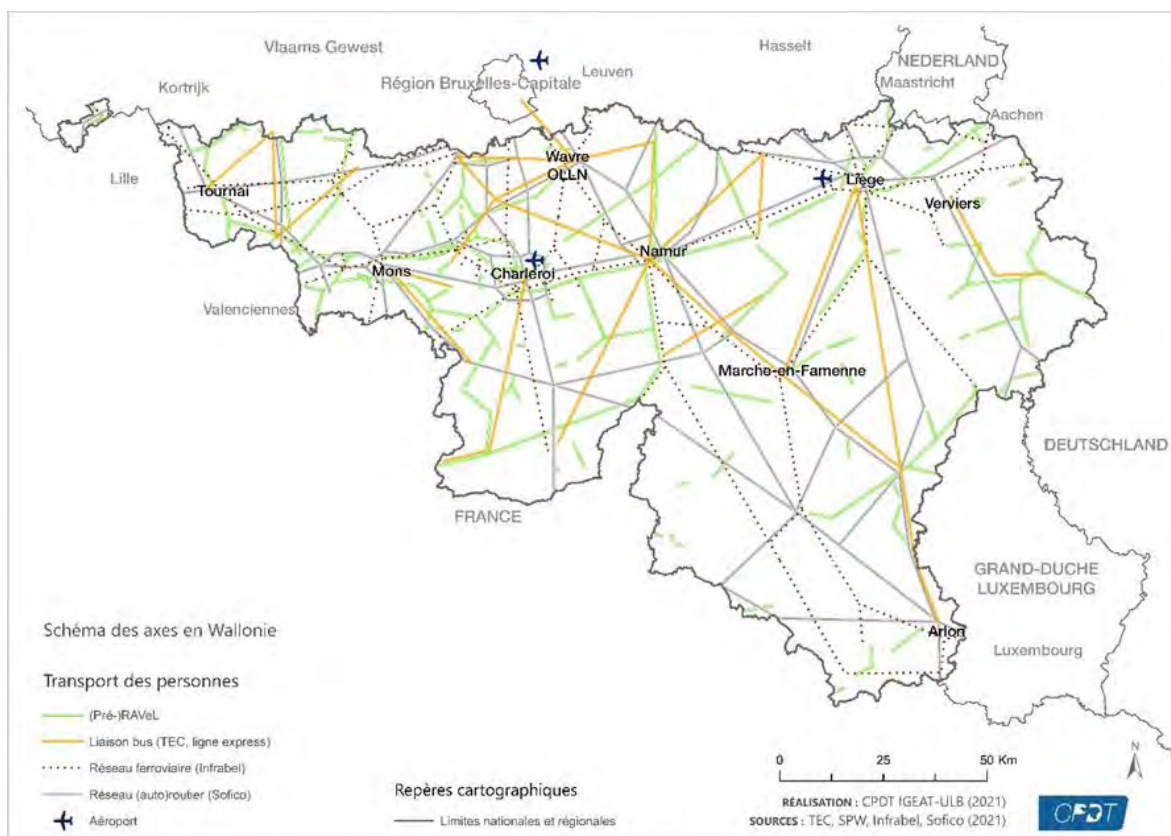 Vlaams Gewest
Hasselt
NEDERLAND
Leuven
Maastricht
Région Bruxelles-Capitale
Kortrijk
Aachen
Wavre
OLLN
Lille
Tournai
Liège
Verviers
Namur
Mons
Charleroi
Valenciennes
Marche-en-Famenne
DEUTSCHLAND
FRANCE
GRAND-DUCHE
LUXEMBOURG
Arlon
Luxembourg
Schéma des axes en Wallonie
Transport des personnes
(Pré-)RAVeL
Liaison bus (TEC, ligne express)
Réseau ferroviaire (Infrabel)
Réseau (auto)routier (Sofico)
Aéroport
Repères cartographiques
Limites nationales et régionales
N
0 25 50 Km
RÉALISATION : CPDT IGEAT-ULB (2021)
SOURCES : TEC, SPW, Infrabel, Sofico (2021)
CPDT